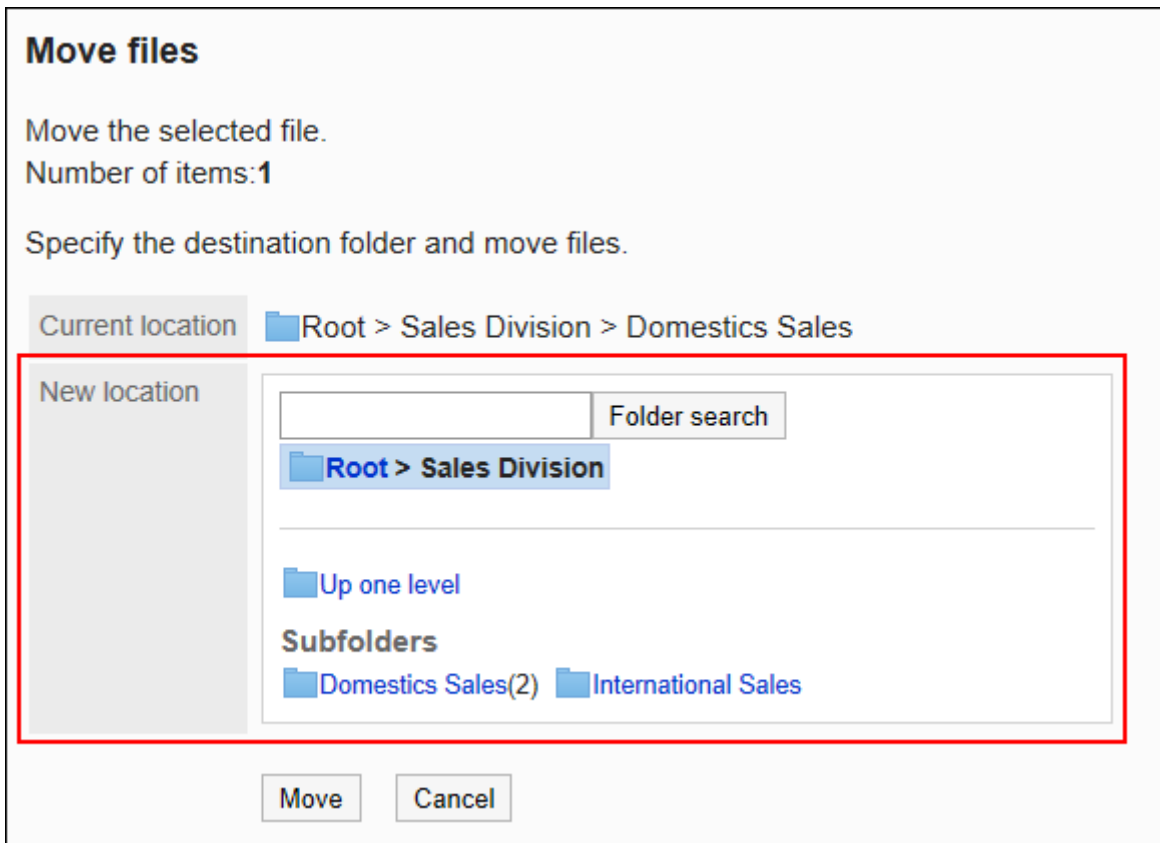 Move files
Move the selected file.
Number of items:1
Specify the destination folder and move files.
Current location Root > Sales Division > Domestics Sales
New location
Folder search
Root > Sales Division
Up one level
Subfolders
Domestics Sales(2) International Sales
Move Cancel